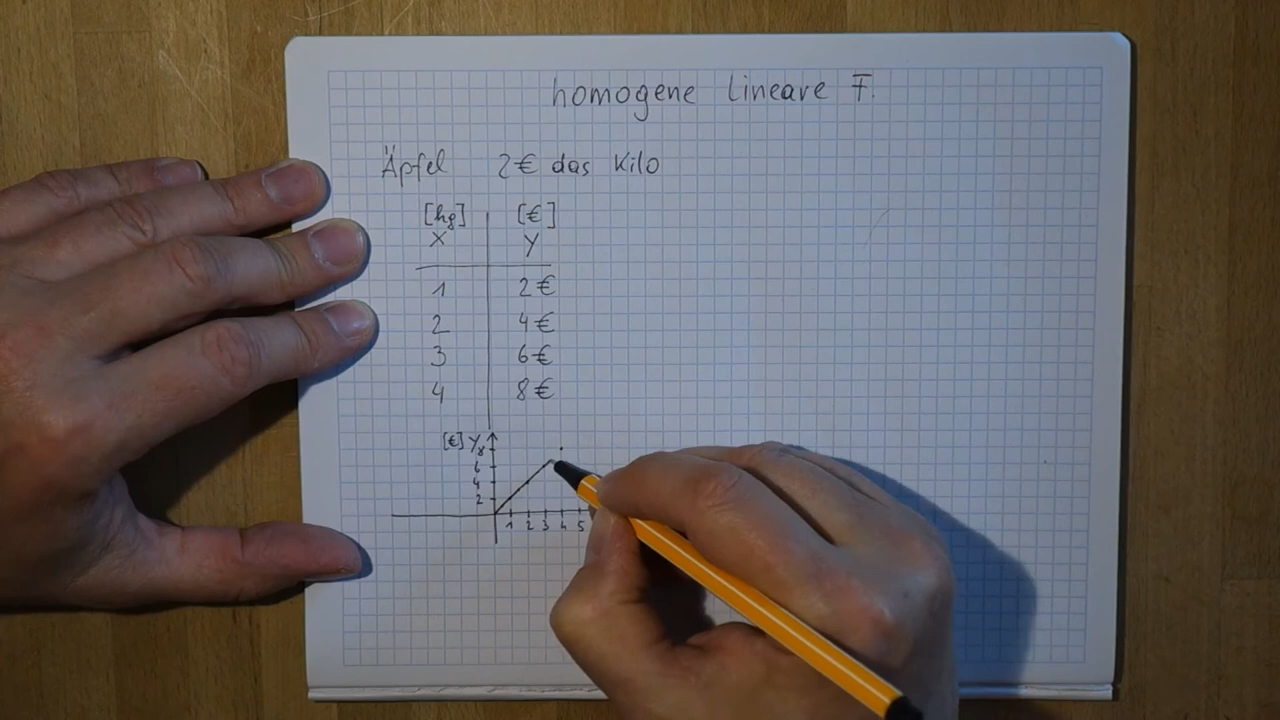 homogene lineare F.
Äpfel 2€ das Kilo
[kg] [€]
X Y
1 2€
2 4€
3 6€
4 8€
[€] Y
8
6
4
2
1 2 3 4 5